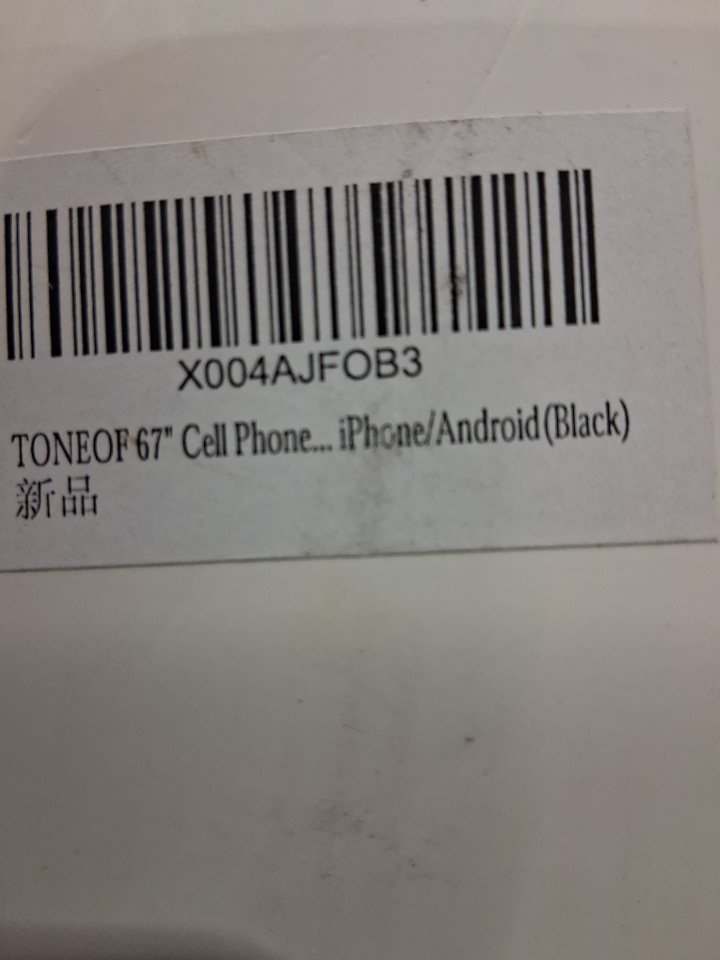 X004AJFOB3
TONEOF 67" Cell Phone... iPhone/Android(Black)
新品